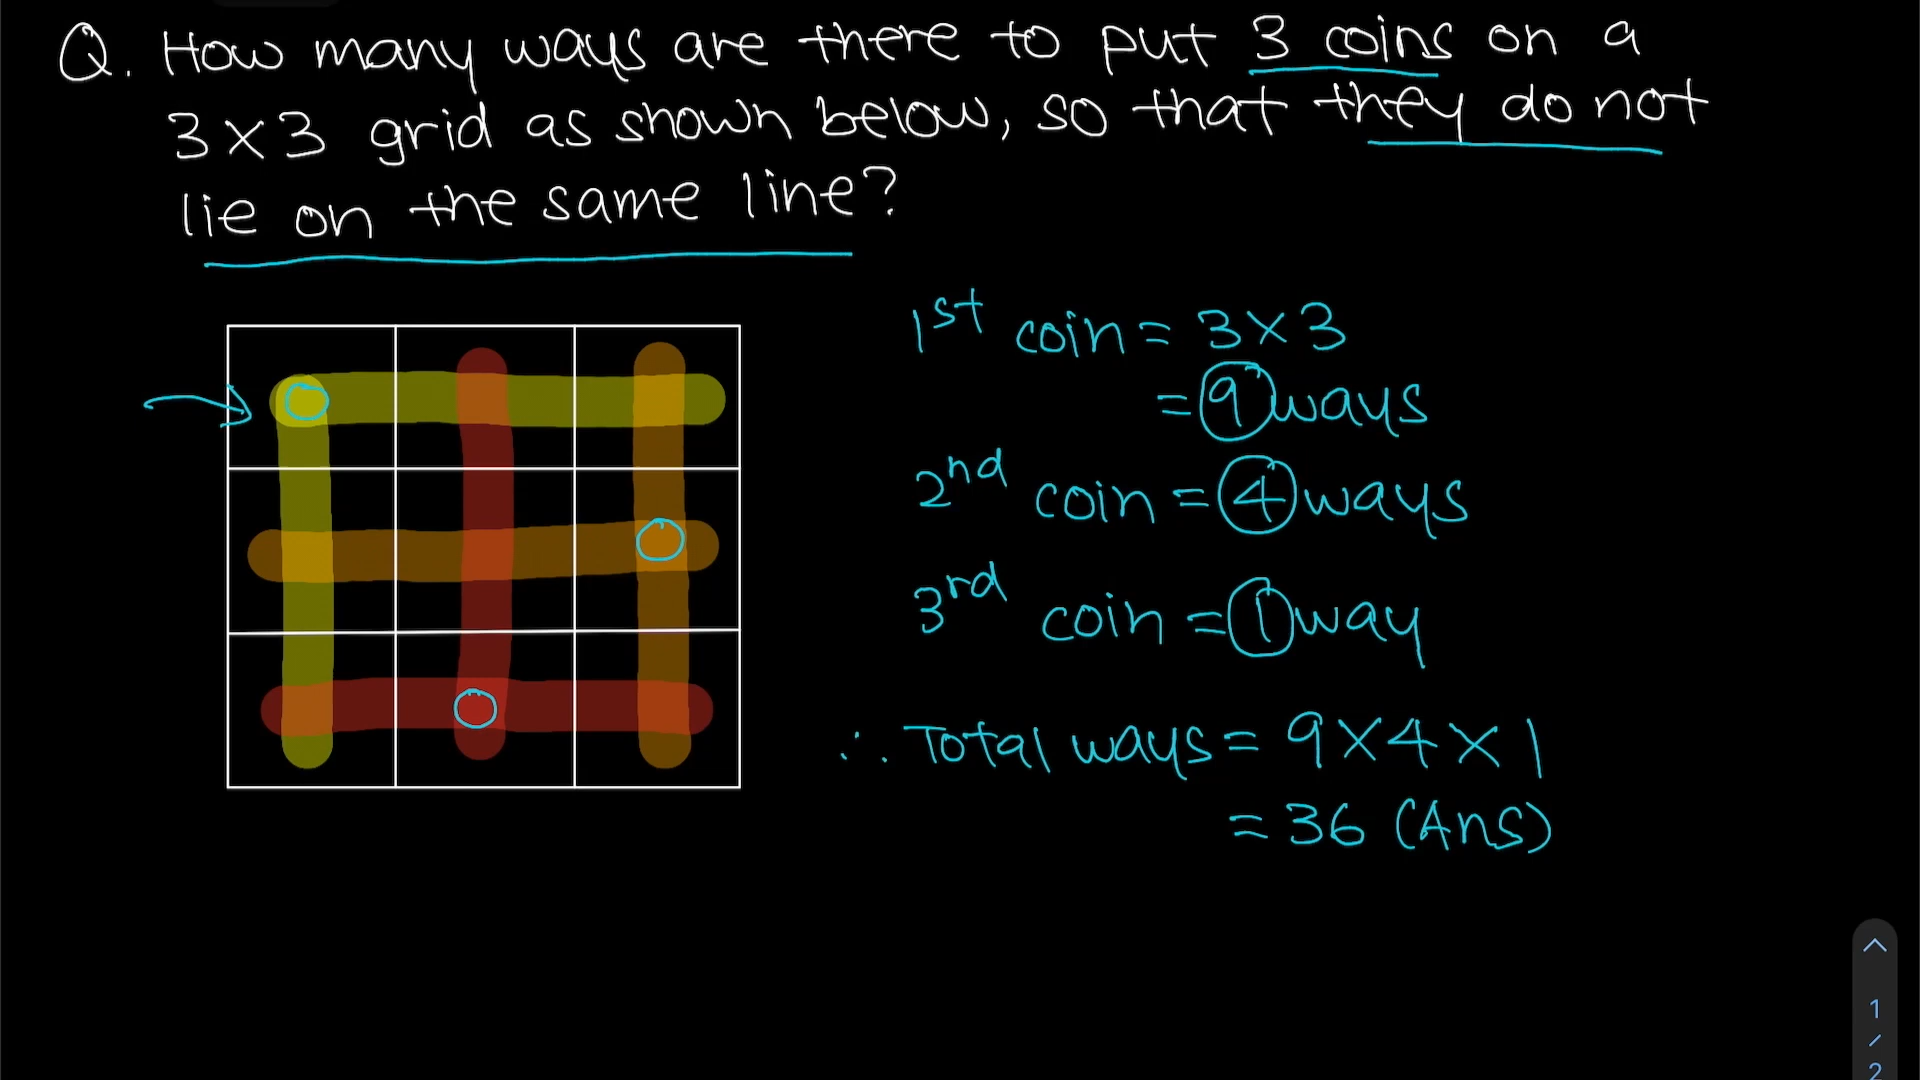 Q. How many ways are there to put 3 coins on a
3×3 grid as shown below, so that they do not
lie on the same line?
1st coin = 3×3
= 9 ways
2nd coin = 4 ways
3rd coin = 1 way
∴ Total ways = 9×4×1
= 36 (Ans)
1
/
2